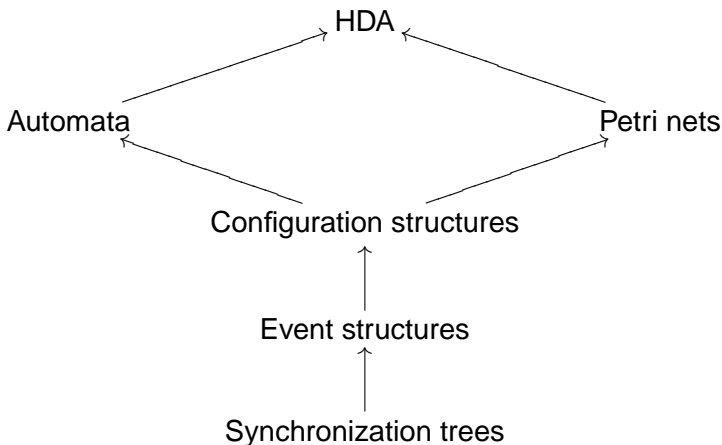 HDA
Automata
Petri nets
Configuration structures
Event structures
Synchronization trees